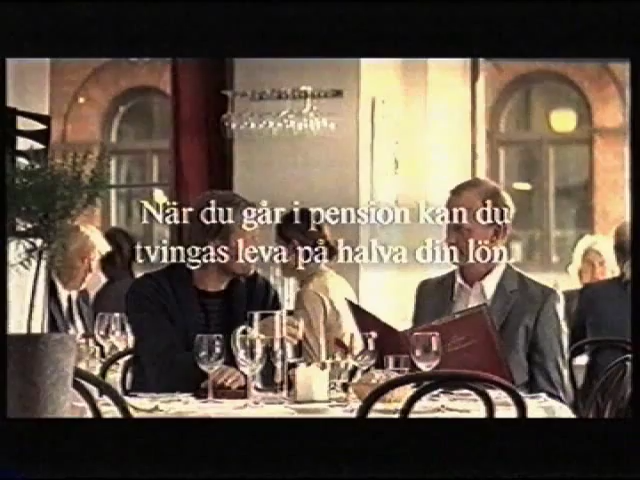 När du går i pension kan du
tvingas leva på halva din lön.